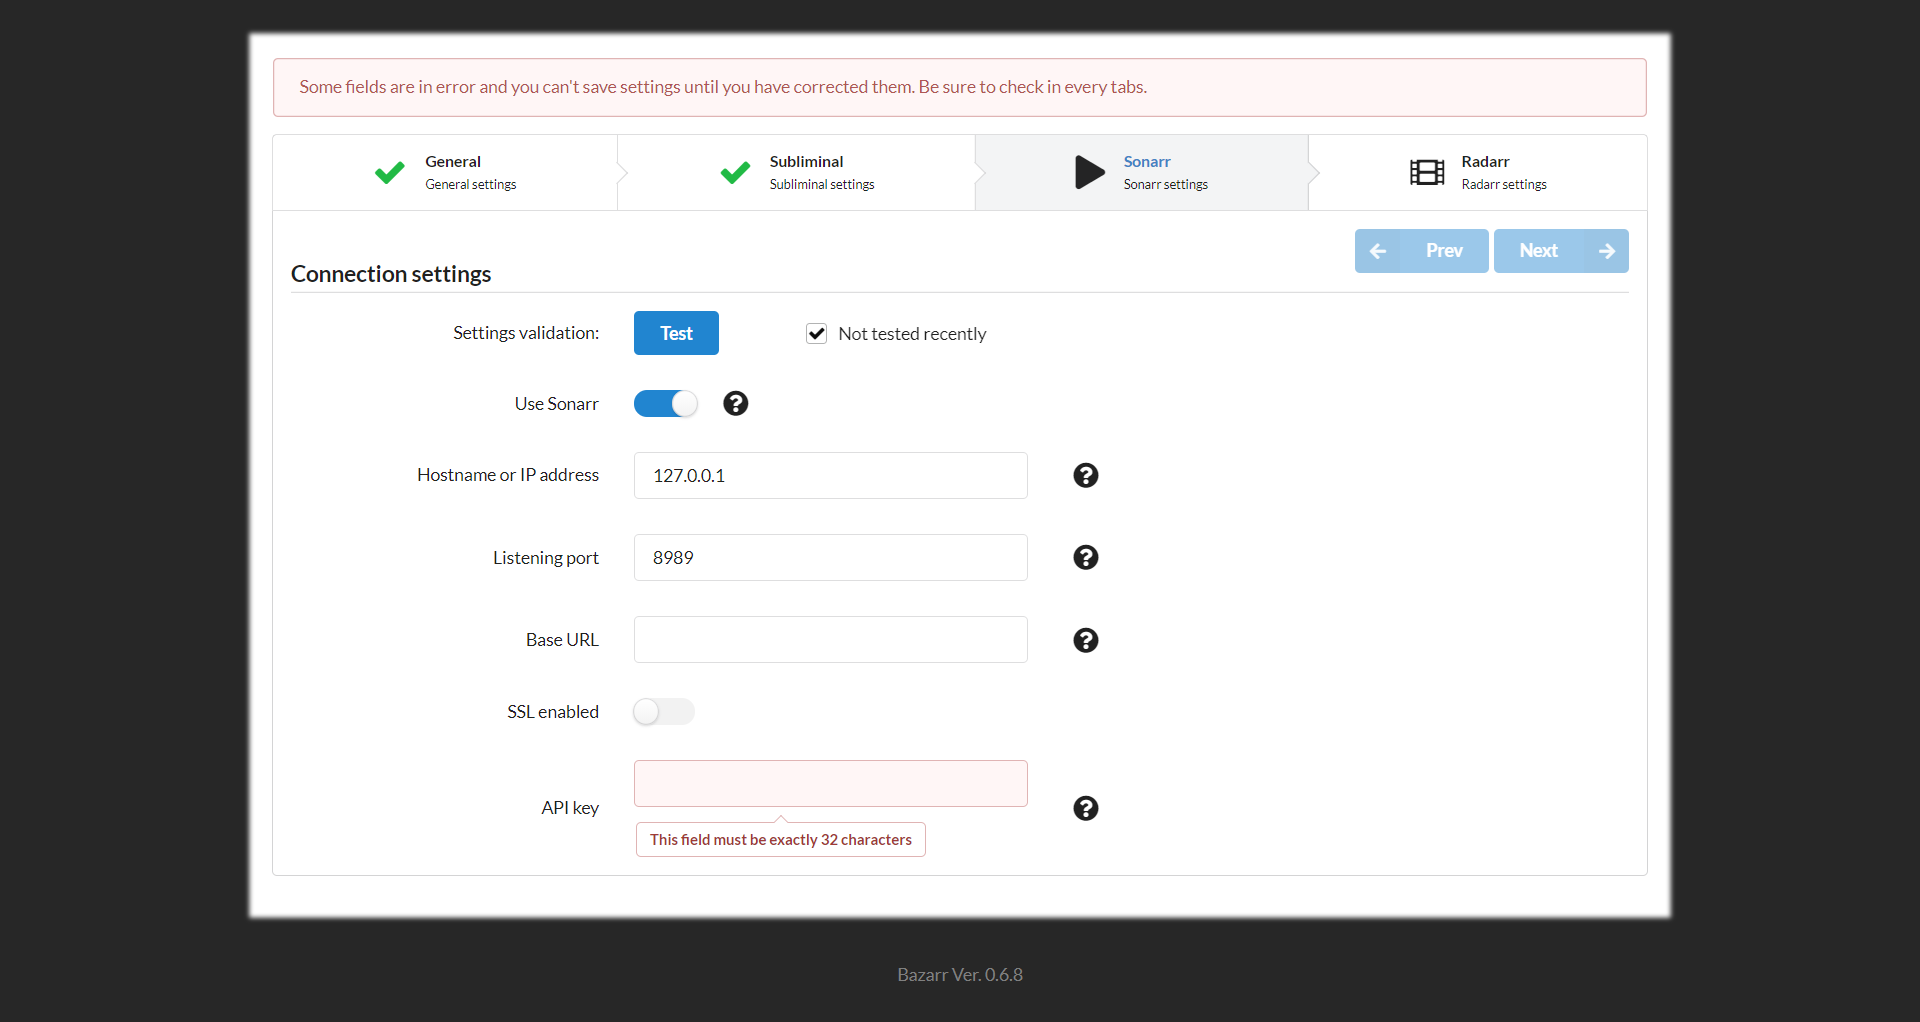 Some fields are in error and you can't save settings until you have corrected them. Be sure to check in every tabs.
General
General settings
Subliminal
Subliminal settings
Sonarr
Sonarr settings
Radarr
Radarr settings
Prev
Next
Connection settings
Settings validation:
Test
Not tested recently
Use Sonarr
Hostname or IP address
127.0.0.1
Listening port
8989
Base URL
SSL enabled
API key
This field must be exactly 32 characters
Bazarr Ver. 0.6.8